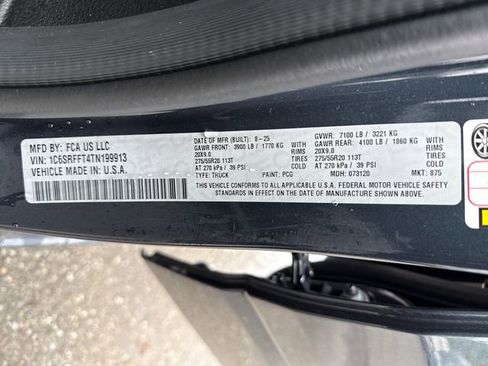 MFD BY: FCA US LLC
VIN: 1C6SRFFT4TN199913
VEHICLE MADE IN: U.S.A.
DATE OF MFR (BUILT): 8-25
GAWR FRONT: 3900 LB / 1770 KG
20X9.0
275/55R20 113T
AT 270 kPa / 39 PSI COLD
GVWR: 7100 LB / 3221 KG
GAWR REAR: 4100 LB / 1860 KG
RIMS 20X9.0
TIRES 275/55R20 113T
COLD AT 270 kPa / 39 PSI
THIS VEHICLE CONFORMS TO ALL APPLICABLE U.S.A. FEDERAL MOTOR VEHICLE SAFETY
STANDARDS IN EFFECT ON THE DATE OF MANUFACTURE SHOWN ABOVE.
TYPE: TRUCK PAINT: PCG MDH: 073120 MKT: 875